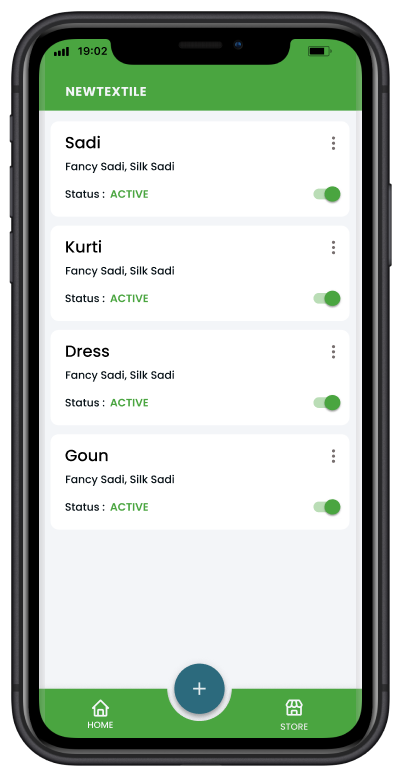 19:02
NEWTEXTILE
Sadi
Fancy Sadi, Silk Sadi
Status : ACTIVE
Kurti
Fancy Sadi, Silk Sadi
Status : ACTIVE
Dress
Fancy Sadi, Silk Sadi
Status : ACTIVE
Goun
Fancy Sadi, Silk Sadi
Status : ACTIVE
+
HOME
STORE